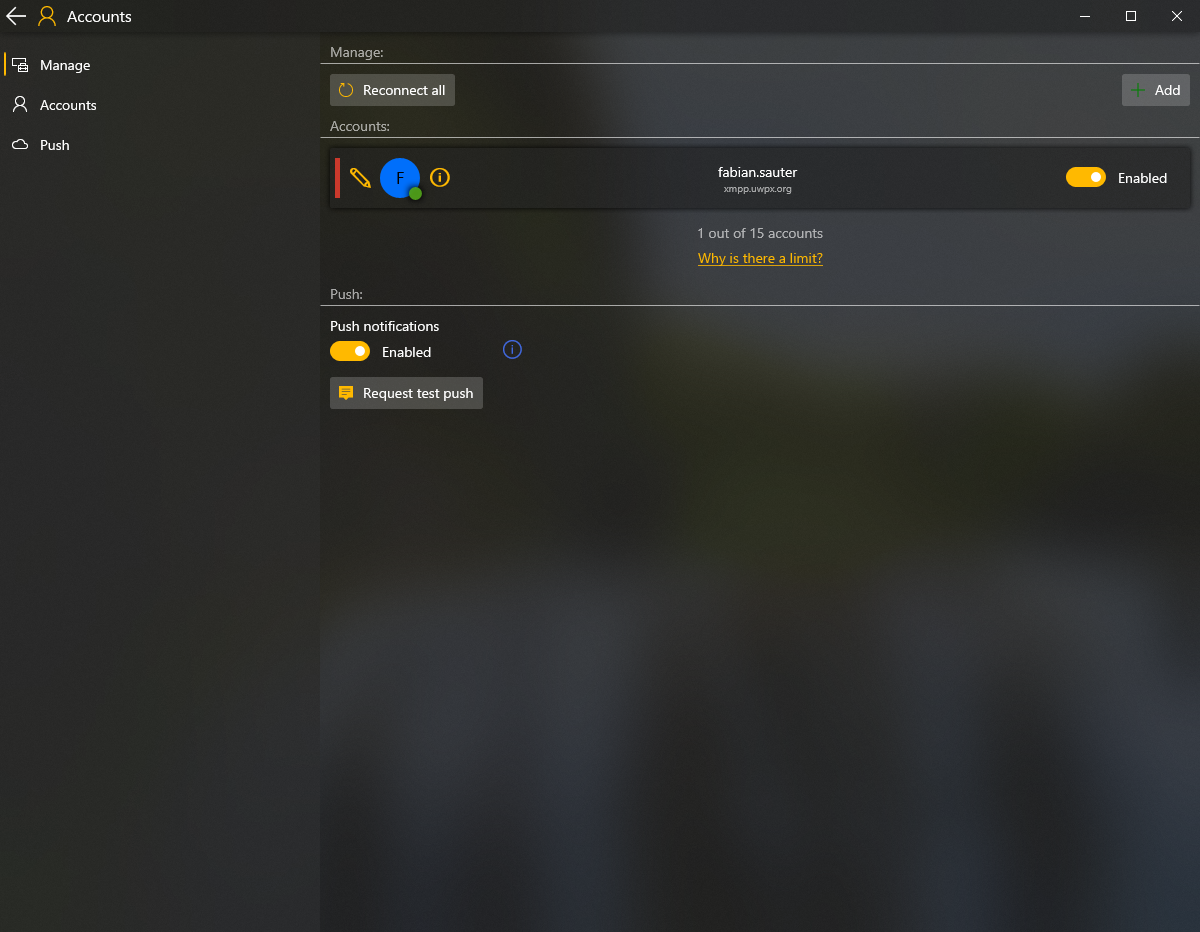 Accounts
Manage
Accounts
Push
Manage:
Reconnect all
Add
Accounts:
F
fabian.sauter
xmpp.uwpx.org
Enabled
1 out of 15 accounts
Why is there a limit?
Push:
Push notifications
Enabled
Request test push